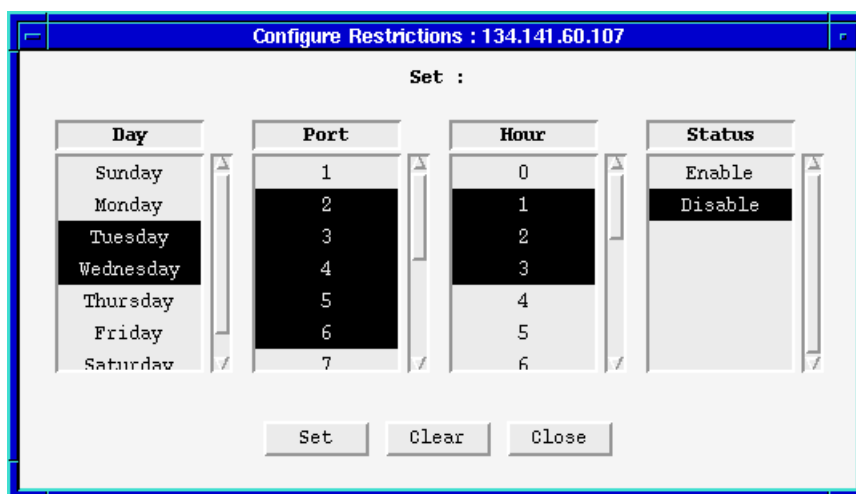 Configure Restrictions : 134.141.60.107
Set :
Day
Sunday
Monday
Tuesday
Wednesday
Thursday
Friday
Saturday
Port
1
2
3
4
5
6
7
Hour
0
1
2
3
4
5
6
Status
Enable
Disable
Set
Clear
Close